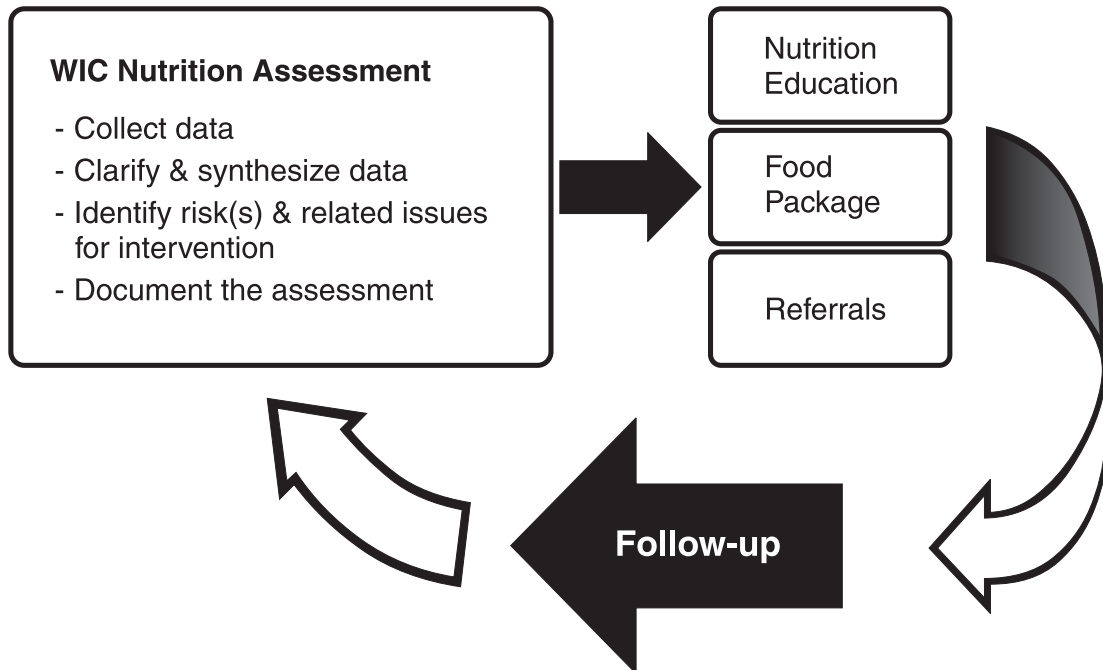 WIC Nutrition Assessment
- Collect data
- Clarify & synthesize data
- Identify risk(s) & related issues
for intervention
- Document the assessment
Nutrition
Education
Food
Package
Referrals
Follow-up